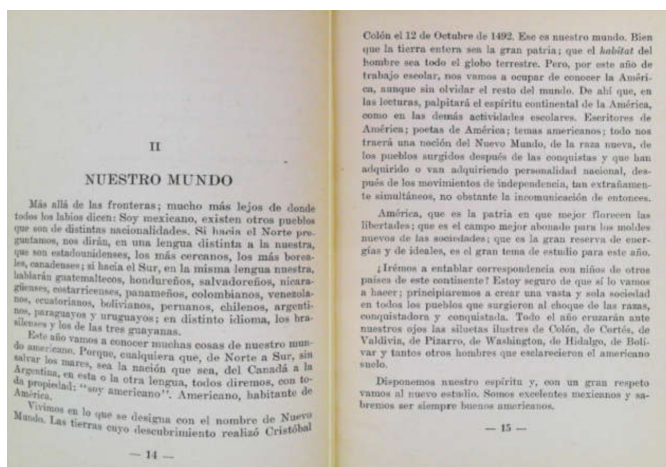 II
NUESTRO MUNDO
Más allá de las fronteras; mucho más lejos de donde
todos los labios dicen: Soy mexicano, existen otros pueblos
que son de distintas nacionalidades. Si hacia el Norte pre-
guntamos, nos dirán, en una lengua distinta a la nuestra,
que son estadounidenses, los más cercanos, los más borea-
les, canadenses; si hacia el Sur, en la misma lengua nuestra,
hablarán guatemaltecos, hondureños, salvadoreños, nicara-
güenses, costarricenses, panameños, colombianos, venezola-
nos, ecuatorianos, bolivianos, peruanos, chilenos, argenti-
nos, paraguayos y uruguayos; en distinto idioma, los bra-
silenses y los de las tres guayanas.
Este año vamos a conocer muchas cosas de nuestro mun-
do americano. Porque, cualquiera que, de Norte a Sur, sin
salvar los mares, sea la nación que sea, del Canadá a la
Argentina, en esta o la otra lengua, todos diremos, con to-
da propiedad: "soy americano". Americano, habitante de
América.
Vivimos en lo que se designa con el nombre de Nuevo
Mundo. Las tierras cuyo descubrimiento realizó Cristóbal
— 14 —
Colón el 12 de Octubre de 1492. Ese es nuestro mundo. Bien
que la tierra entera sea la gran patria; que el habitat del
hombre sea todo el globo terrestre. Pero, por este año de
trabajo escolar, nos vamos a ocupar de conocer la Améri-
ca, aunque sin olvidar el resto del mundo. De ahí que, en
las lecturas, palpitará el espíritu continental de la América,
como en las demás actividades escolares. Escritores de
América; poetas de América; temas americanos; todo nos
traerá una noción del Nuevo Mundo, de la raza nueva, de
los pueblos surgidos después de las conquistas y que han
adquirido o van adquiriendo personalidad nacional, des-
pués de los movimientos de independencia, tan extrañamen-
te simultáneos, no obstante la incomunicación de entonces.
América, que es la patria en que mejor florecen las
libertades; que es el campo mejor abonado para los moldes
nuevos de las sociedades; que es la gran reserva de ener-
gías y de ideales, es el gran tema de estudio para este año.
¿Irémos a entablar correspondencia con niños de otros
países de este continente? Estoy seguro de que sí lo vamos
a hacer; principiaremos a crear una vasta y sola sociedad
en todos los pueblos que surgieron al choque de las razas,
conquistadora y conquistada. Todo el año cruzarán ante
nuestros ojos las siluetas ilustres de Colón, de Cortés, de
Valdivia, de Pizarro, de Washington, de Hidalgo, de Bolí-
var y tantos otros hombres que esclarecieron el americano
suelo.
Disponemos nuestro espíritu y, con un gran respeto
vamos al nuevo estudio. Somos excelentes mexicanos y sa-
bremos ser siempre buenos americanos.
— 15 —